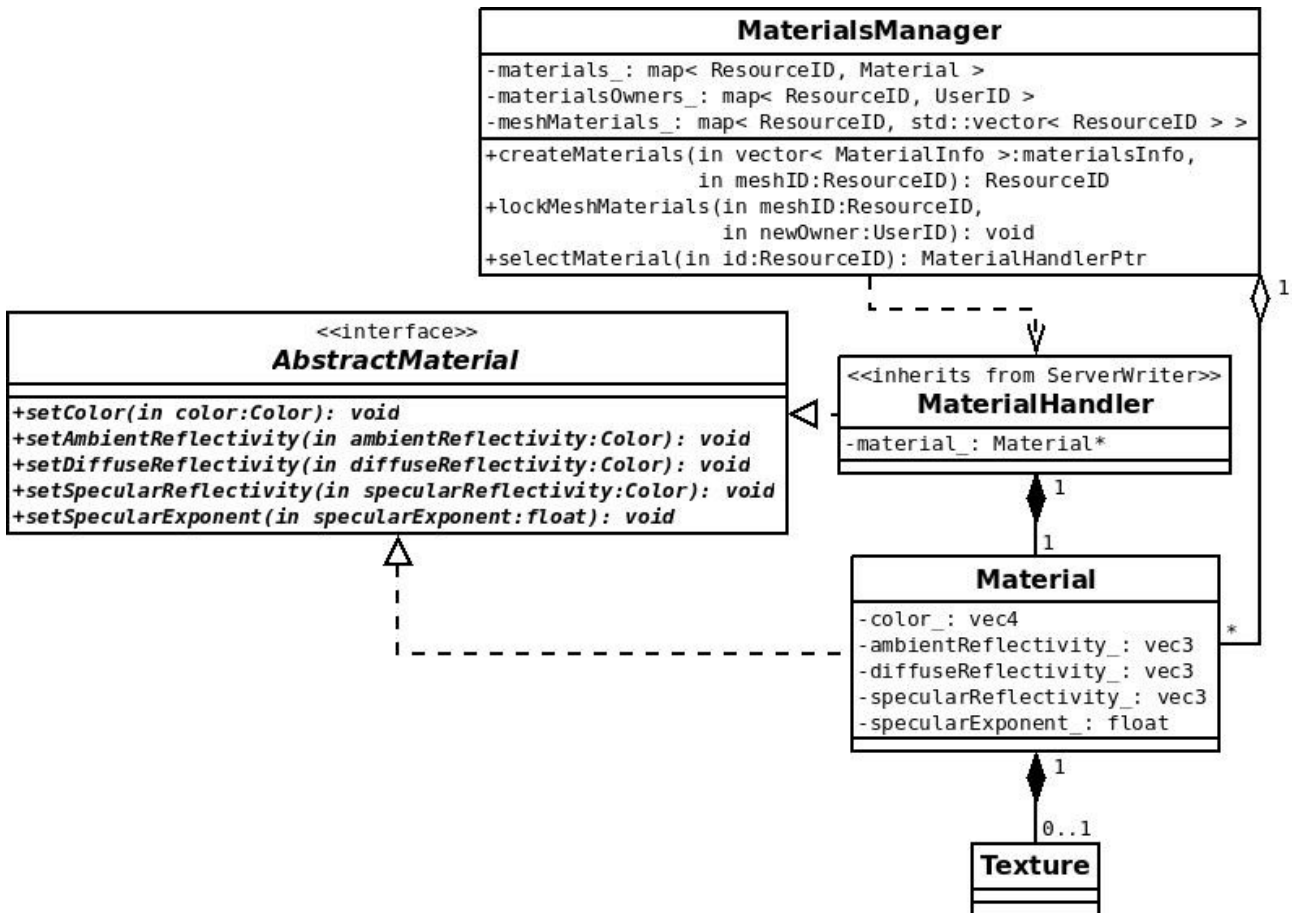 MaterialsManager
-materials_: map< ResourceID, Material >
-materialsOwners_: map< ResourceID, UserID >
-meshMaterials_: map< ResourceID, std::vector< ResourceID > >
+createMaterials(in vector< MaterialInfo >:materialsInfo,
in meshID:ResourceID): ResourceID
+lockMeshMaterials(in meshID:ResourceID,
in newOwner:UserID): void
+selectMaterial(in id:ResourceID): MaterialHandlerPtr
1
<<interface>>
AbstractMaterial
+setColor(in color:Color): void
+setAmbientReflectivity(in ambientReflectivity:Color): void
+setDiffuseReflectivity(in diffuseReflectivity:Color): void
+setSpecularReflectivity(in specularReflectivity:Color): void
+setSpecularExponent(in specularExponent:float): void
<<inherits from ServerWriter>>
MaterialHandler
-material_: Material*
1
1
Material
-color_: vec4
-ambientReflectivity_: vec3
-diffuseReflectivity_: vec3
-specularReflectivity_: vec3
-specularExponent_: float
*
1
0..1
Texture